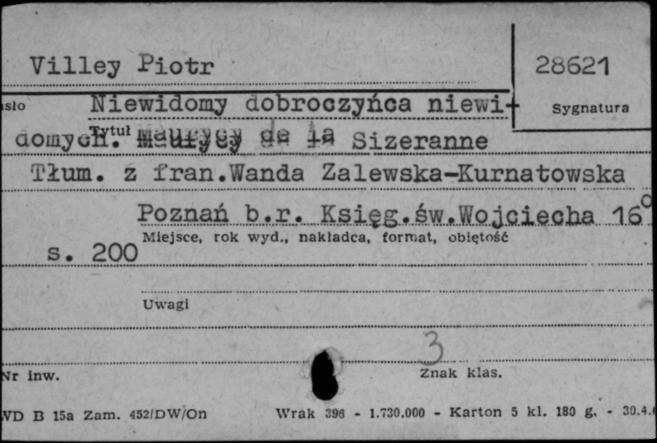 Villey Piotr
28621
Sygnatura
Niewidomy dobroczyńca niewi-
domych. Maurycy de la Sizeranne
Tytuł
Tłum. z fran.Wanda Zalewska-Kurnatowska
Poznań b.r. Księg.św.Wojciecha 16°
Miejsce, rok wyd., nakładca, format, objętość
s. 200
Uwagi
3
Nr inw.
Znak klas.
WD B 15a Zam. 452/DW/On Wrak 396 - 1.730.000 - Karton 5 kl. 180 g. - 30.4.